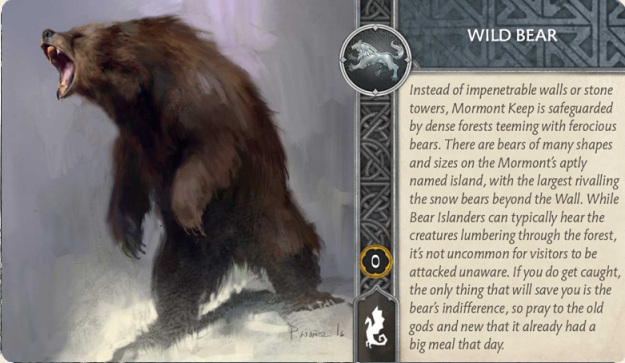 WILD BEAR
Instead of impenetrable walls or stone
towers, Mormont Keep is safeguarded
by dense forests teeming with ferocious
bears. There are bears of many shapes
and sizes on the Mormont's aptly
named island, with the largest rivalling
the snow bears beyond the Wall. While
Bear Islanders can typically hear the
creatures lumbering through the forest,
it's not uncommon for visitors to be
attacked unaware. If you do get caught,
the only thing that will save you is the
bear's indifference, so pray to the old
gods and new that it already had a
big meal that day.
0